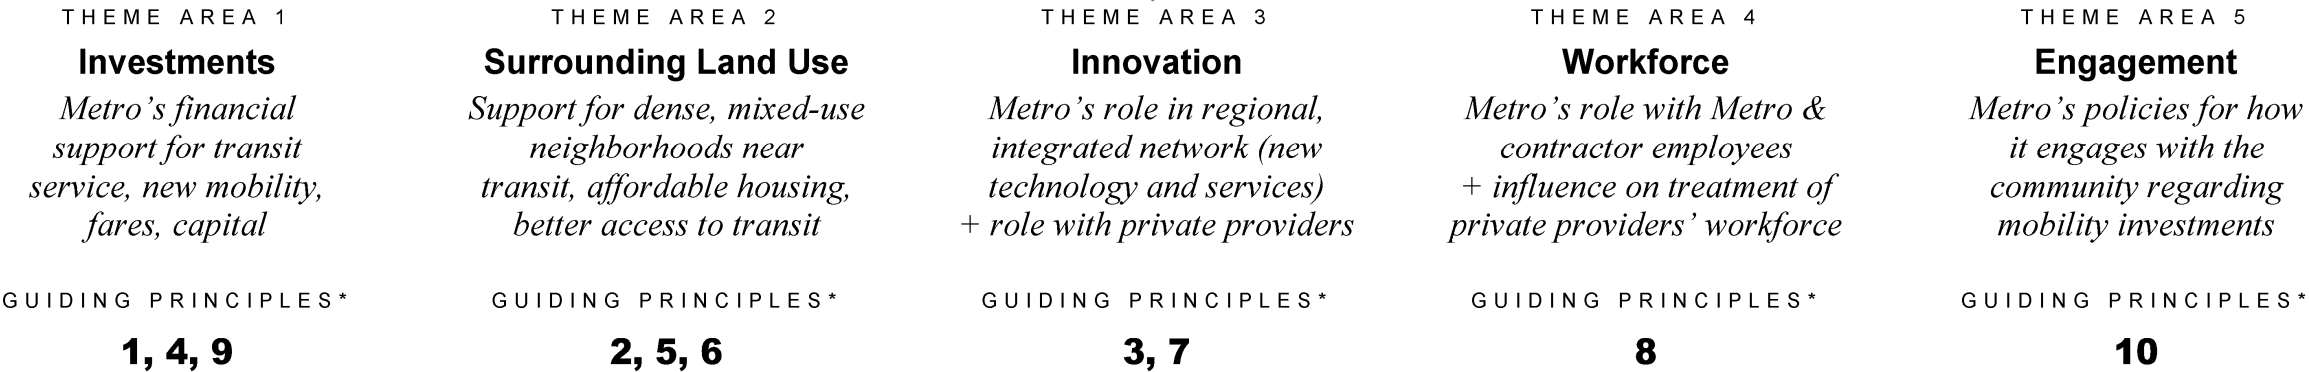 THEME AREA 1
Investments
Metro’s financial
support for transit
service, new mobility,
fares, capital
GUIDING PRINCIPLES*
1, 4, 9
THEME AREA 2
Surrounding Land Use
Support for dense, mixed-use
neighborhoods near
transit, affordable housing,
better access to transit
GUIDING PRINCIPLES*
2, 5, 6
THEME AREA 3
Innovation
Metro’s role in regional,
integrated network (new
technology and services)
+ role with private providers
GUIDING PRINCIPLES*
3, 7
THEME AREA 4
Workforce
Metro’s role with Metro &
contractor employees
+ influence on treatment of
private providers’ workforce
GUIDING PRINCIPLES*
8
THEME AREA 5
Engagement
Metro’s policies for how
it engages with the
community regarding
mobility investments
GUIDING PRINCIPLES*
10